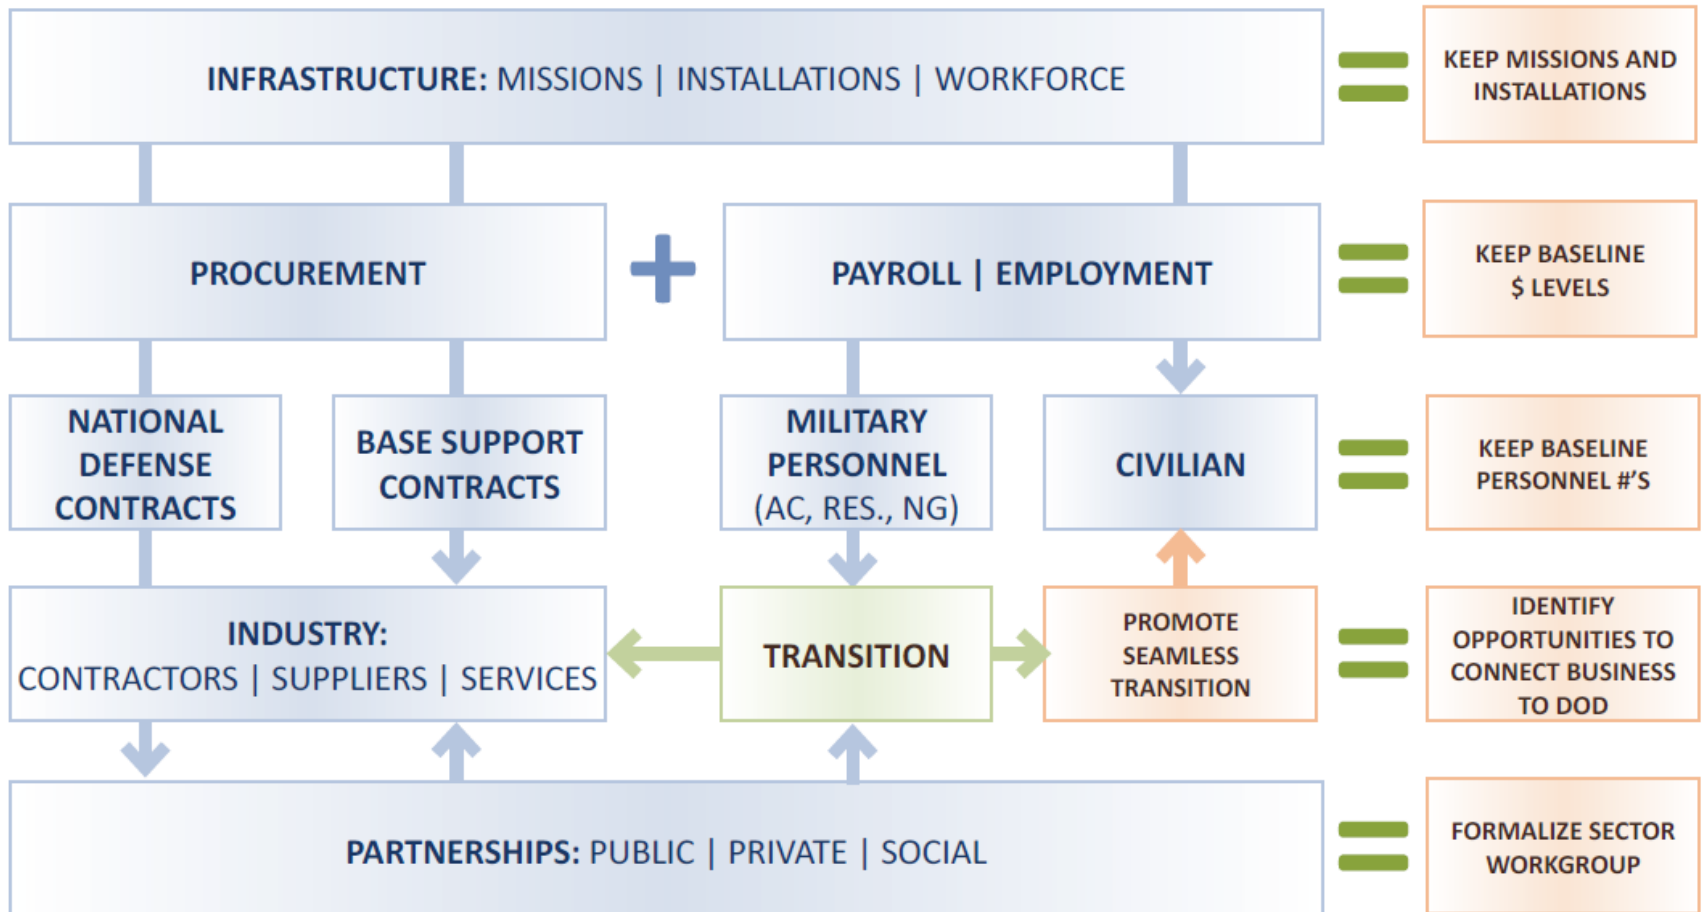 INFRASTRUCTURE: MISSIONS | INSTALLATIONS | WORKFORCE
KEEP MISSIONS AND
INSTALLATIONS
PROCUREMENT
PAYROLL | EMPLOYMENT
KEEP BASELINE
$ LEVELS
NATIONAL
DEFENSE
CONTRACTS
BASE SUPPORT
CONTRACTS
MILITARY
PERSONNEL
(AC, RES., NG)
CIVILIAN
KEEP BASELINE
PERSONNEL #'S
INDUSTRY:
CONTRACTORS | SUPPLIERS | SERVICES
TRANSITION
PROMOTE
SEAMLESS
TRANSITION
IDENTIFY
OPPORTUNITIES TO
CONNECT BUSINESS
TO DOD
PARTNERSHIPS: PUBLIC | PRIVATE | SOCIAL
FORMALIZE SECTOR
WORKGROUP